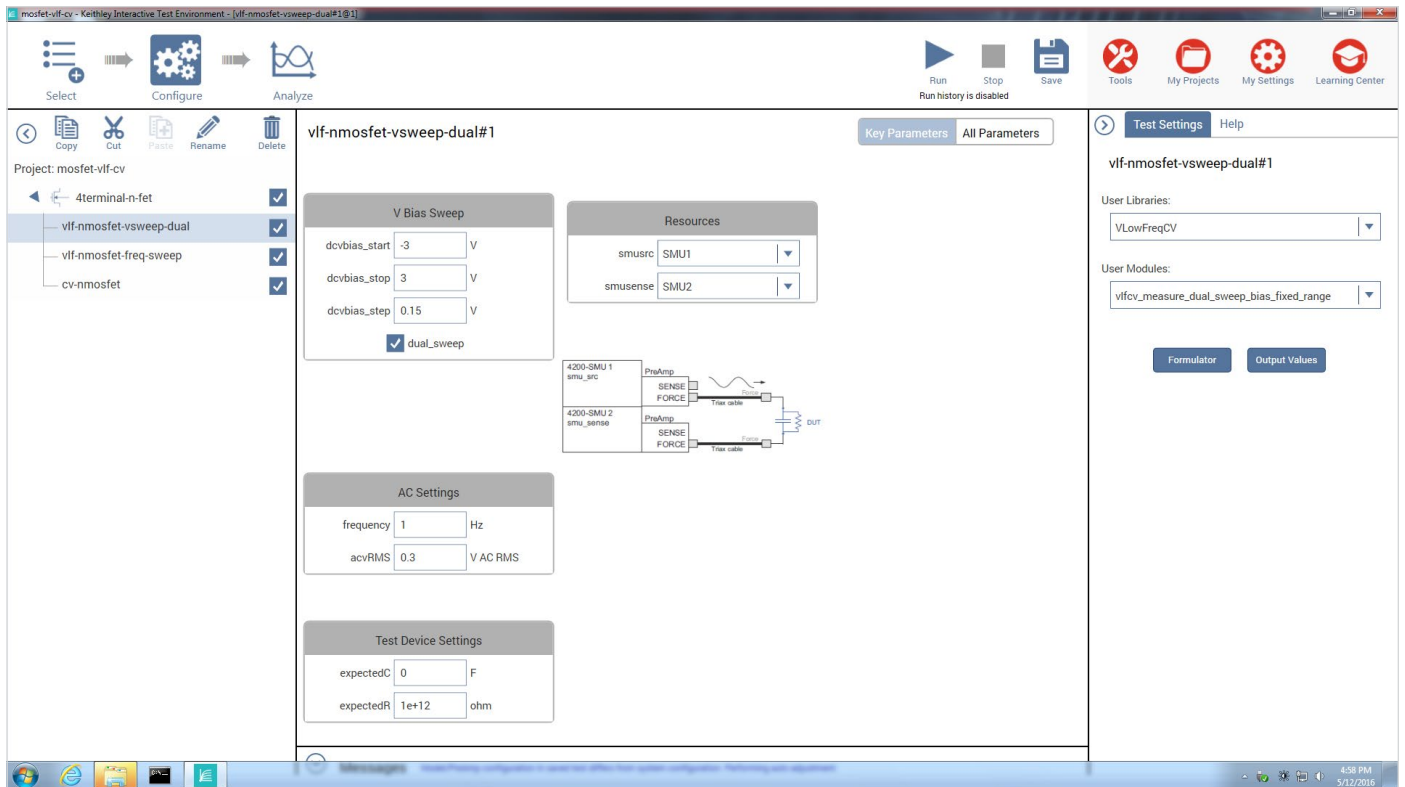 mosfet-vlf-cv - Keithley Interactive Test Environment - [vlf-nmosfet-vsweep-dual#1@1]
Select
Configure
Analyze
Run
Stop
Save
Run history is disabled
Tools
My Projects
My Settings
Learning Center
Copy
Cut
Paste
Rename
Delete
Project: mosfet-vlf-cv
4terminal-n-fet
vlf-nmosfet-vsweep-dual
vlf-nmosfet-freq-sweep
cv-nmosfet
vlf-nmosfet-vsweep-dual#1
Key Parameters
All Parameters
V Bias Sweep
dcvbias_start -3 V
dcvbias_stop 3 V
dcvbias_step 0.15 V
dual_sweep
Resources
smusrc SMU1
smusense SMU2
4200-SMU 1
smu_src
PreAmp
SENSE
FORCE
Force
Triax cable
4200-SMU 2
smu_sense
PreAmp
SENSE
FORCE
Force
Triax cable
DUT
AC Settings
frequency 1 Hz
acvRMS 0.3 V AC RMS
Test Device Settings
expectedC 0 F
expectedR 1e+12 ohm
Test Settings
Help
vlf-nmosfet-vsweep-dual#1
User Libraries:
VLowFreqCV
User Modules:
vlfcv_measure_dual_sweep_bias_fixed_range
Formulator
Output Values
Messages
4:58 PM
5/12/2016